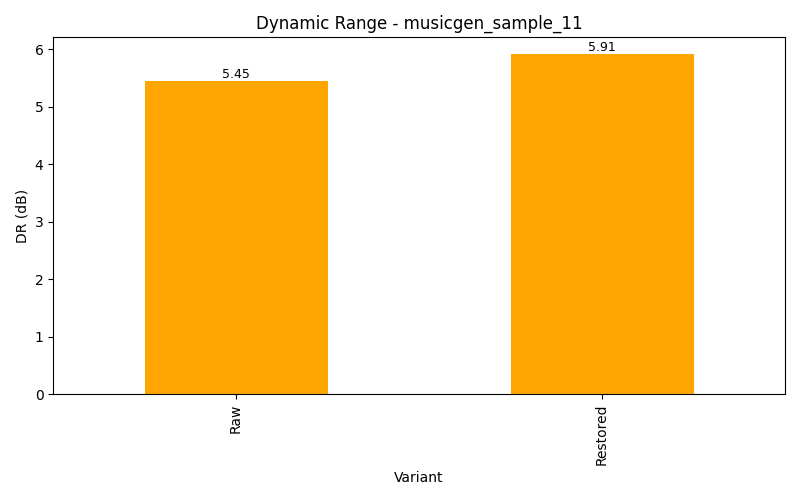 Dynamic Range - musicgen_sample_11
DR (dB)
6
5
4
3
2
1
0
5.45
5.91
Raw
Restored
Variant